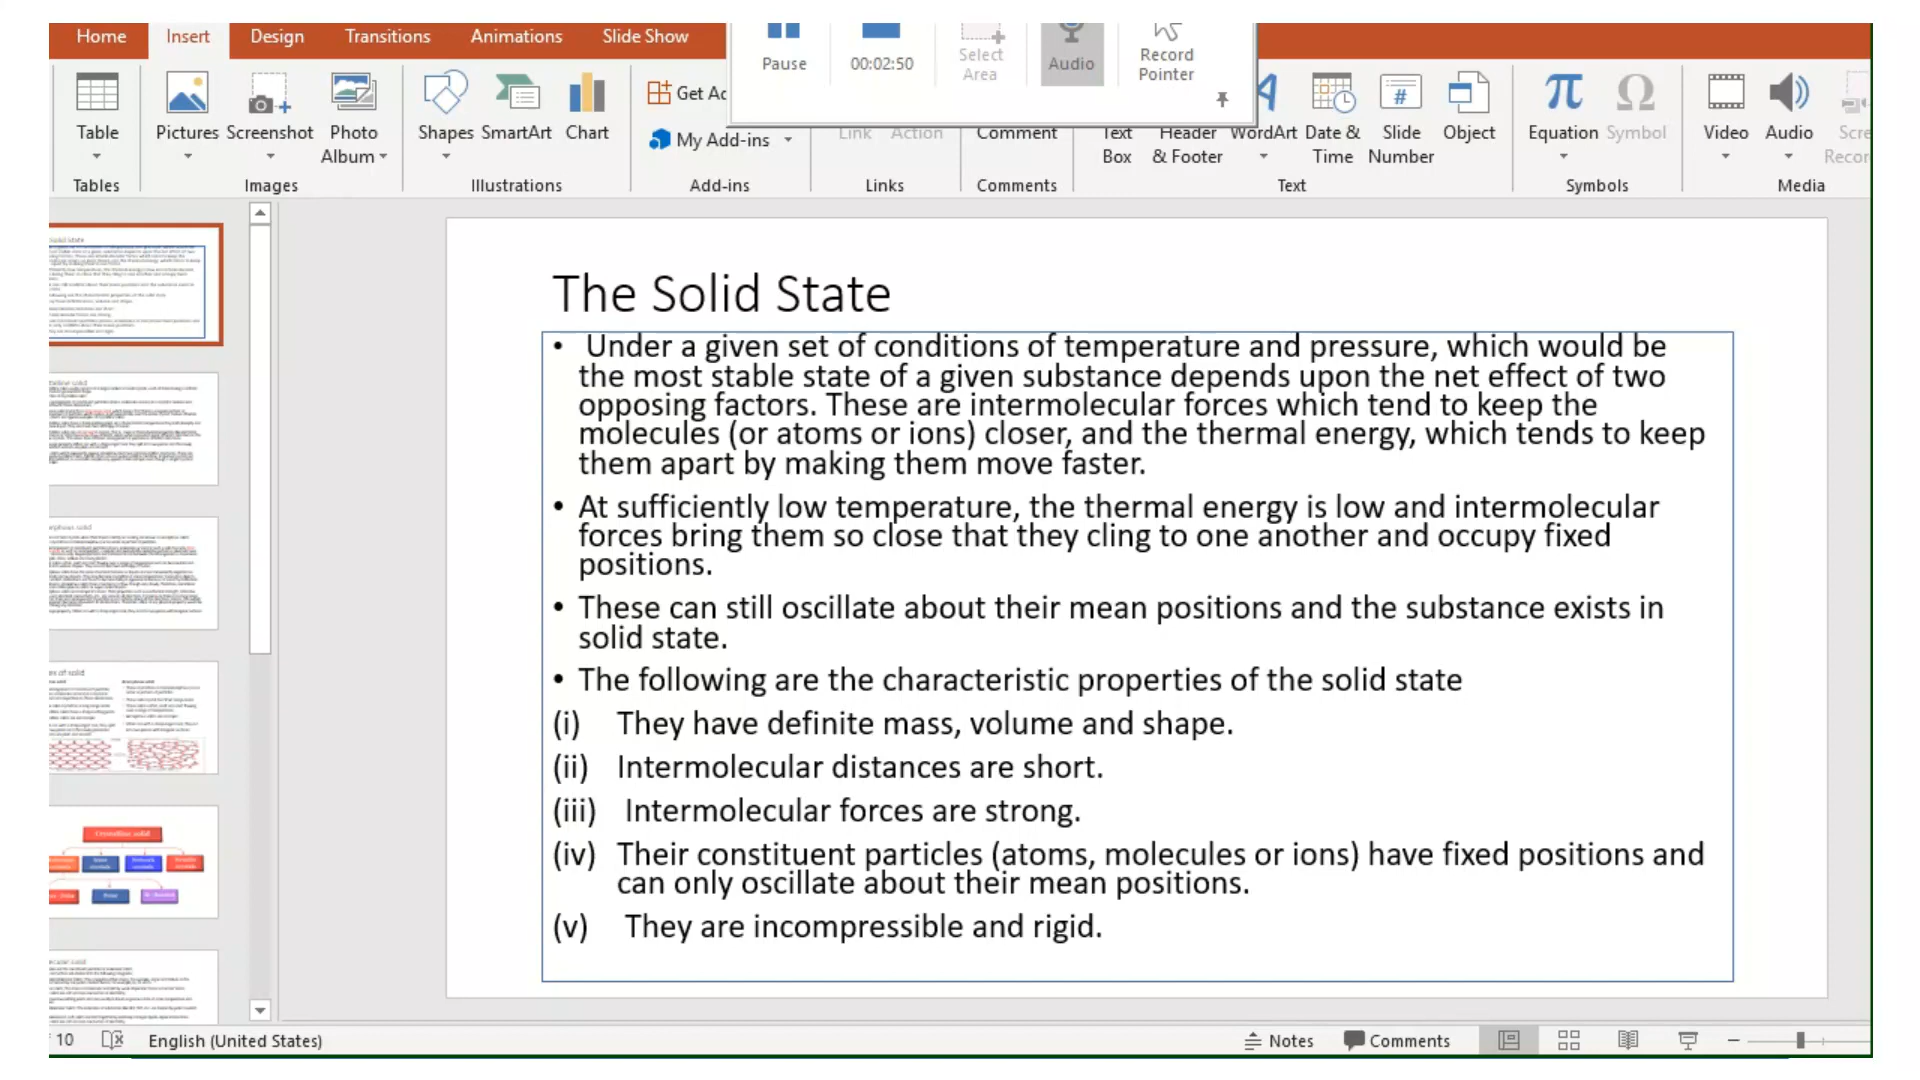 Home Insert Design Transitions Animations Slide Show
Pause 00:02:50 Select Area Audio Record Pointer
Table Pictures Screenshot Photo Album Shapes SmartArt Chart
My Add-ins
Link Action Comment Text Box Header & Footer WordArt Date & Time Slide Number Object Equation Symbol Video Audio
Tables Images Illustrations Add-ins Links Comments Text Symbols Media
The Solid State
• Under a given set of conditions of temperature and pressure, which would be
the most stable state of a given substance depends upon the net effect of two
opposing factors. These are intermolecular forces which tend to keep the
molecules (or atoms or ions) closer, and the thermal energy, which tends to keep
them apart by making them move faster.
• At sufficiently low temperature, the thermal energy is low and intermolecular
forces bring them so close that they cling to one another and occupy fixed
positions.
• These can still oscillate about their mean positions and the substance exists in
solid state.
• The following are the characteristic properties of the solid state
(i) They have definite mass, volume and shape.
(ii) Intermolecular distances are short.
(iii) Intermolecular forces are strong.
(iv) Their constituent particles (atoms, molecules or ions) have fixed positions and
can only oscillate about their mean positions.
(v) They are incompressible and rigid.
10 English (United States) Notes Comments